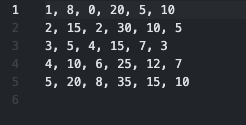 1 1, 8, 0, 20, 5, 10
2 2, 15, 2, 30, 10, 5
3 3, 5, 4, 15, 7, 3
4 4, 10, 6, 25, 12, 7
5 5, 20, 8, 35, 15, 10
6